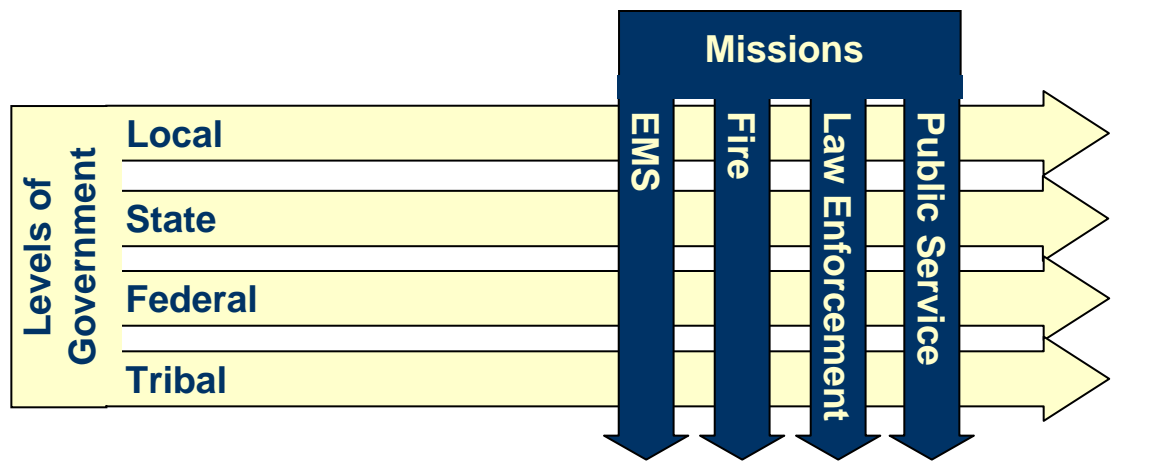 Missions
EMS
Fire
Law Enforcement
Public Service
Levels of
Government
Local
State
Federal
Tribal